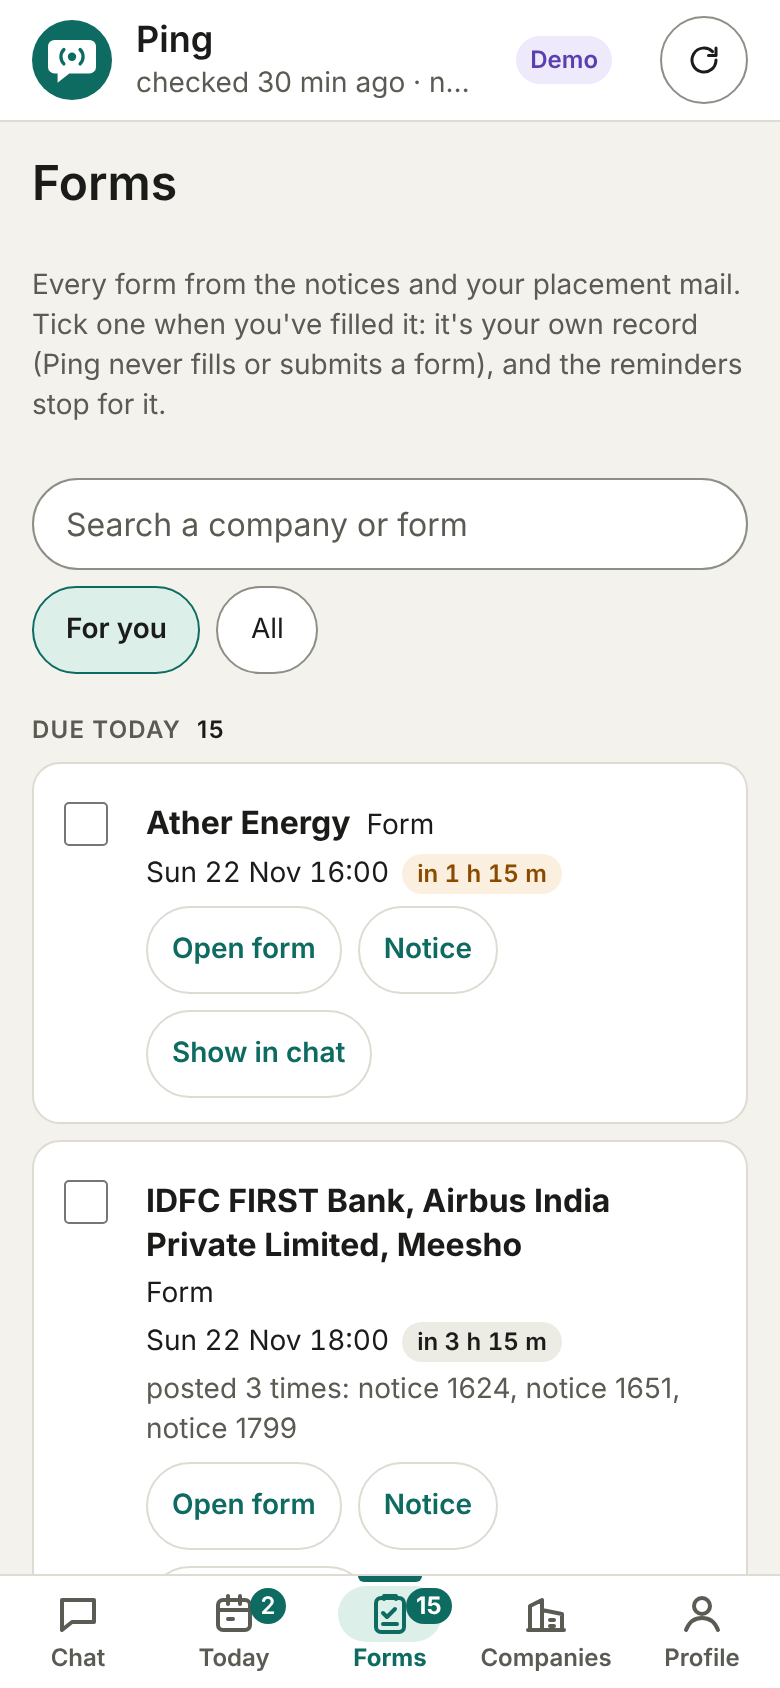 Ping
checked 30 min ago · n...
Demo
Forms
Every form from the notices and your placement mail.
Tick one when you've filled it: it's your own record
(Ping never fills or submits a form), and the reminders
stop for it.
Search a company or form
For you
All
DUE TODAY 15
Ather Energy Form
Sun 22 Nov 16:00 in 1 h 15 m
Open form
Notice
Show in chat
IDFC FIRST Bank, Airbus India
Private Limited, Meesho
Form
Sun 22 Nov 18:00 in 3 h 15 m
posted 3 times: notice 1624, notice 1651,
notice 1799
Open form
Notice
2
15
Chat
Today
Forms
Companies
Profile